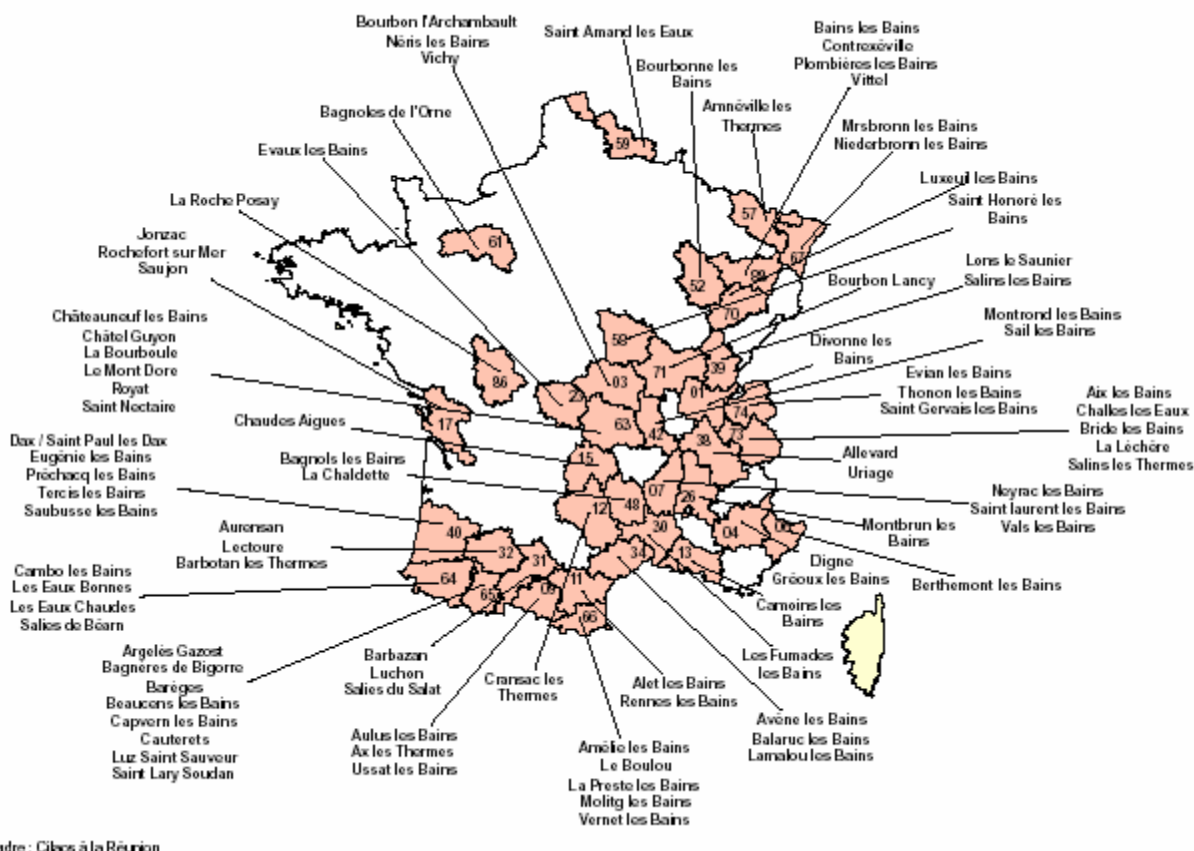 Bourbon l'Archambault
Néris les Bains
Vichy
Saint Amand les Eaux
Bourbonne les
Bains
Bains les Bains
Contrexéville
Plombières les Bains
Vittel
Amnéville les
Thermes
Mrsbronn les Bains
Niederbronn les Bains
Bagnoles de l'Orne
Evaux les Bains
La Roche Posay
Luxeuil les Bains
Saint Honoré les
Bains
Jonzac
Rochefort sur Mer
Saujon
Lons le Saunier
Salins les Bains
Bourbon Lancy
Châteauneuf les Bains
Châtel Guyon
La Bourboule
Le Mont Dore
Royat
Saint Nectaire
Montrond les Bains
Sail les Bains
Divonne les
Bains
Evian les Bains
Thonon les Bains
Saint Gervais les Bains
Aix les Bains
Challes les Eaux
Bride les Bains
La Léchère
Salins les Thermes
Chaudes Aigues
Bagnols les Bains
La Chaldette
Dax / Saint Paul les Dax
Eugénie les Bains
Préchacq les Bains
Tercis les Bains
Saubusse les Bains
Allevard
Uriage
Neyrac les Bains
Saint laurent les Bains
Vals les Bains
Aurensan
Lectoure
Barbotan les Thermes
Montbrun les
Bains
Digne
Gréoux les Bains
Berthemont les Bains
Cambo les Bains
Les Eaux Bonnes
Les Eaux Chaudes
Salies de Béarn
Camoins les
Bains
Les Fumades
les Bains
Argelès Gazost
Bagnères de Bigorre
Barèges
Beaucens les Bains
Capvern les Bains
Cauterets
Luz Saint Sauveur
Saint Lary Soudan
Barbazan
Luchon
Salies du Salat
Cransac les
Thermes
Alet les Bains
Rennes les Bains
Avène les Bains
Balaruc les Bains
Lamalou les Bains
Aulus les Bains
Ax les Thermes
Ussat les Bains
Amélie les Bains
Le Boulou
La Preste les Bains
Molitg les Bains
Vernet les Bains
59
57
67
61
52
88
70
58
71
39
86
23
03
01
74
17
63
42
38
73
15
07
26
48
12
40
32
31
30
34
13
04
06
64
65
09
11
66
: Cilaos à la Réunion